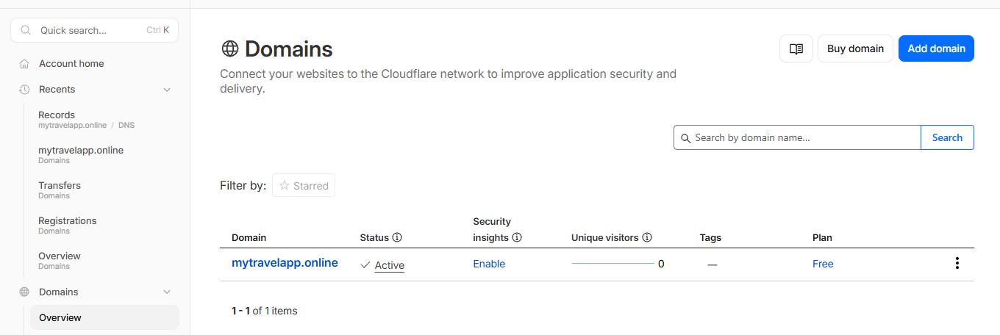 Quick search... Ctrl K
Account home
Recents
Records
mytravelapp.online / DNS
mytravelapp.online
Domains
Transfers
Domains
Registrations
Domains
Overview
Domains
Domains
Overview
Domains
Buy domain
Add domain
Connect your websites to the Cloudflare network to improve application security and
delivery.
Search by domain name...
Search
Filter by: Starred
Domain Status Security insights Unique visitors Tags Plan
mytravelapp.online Active Enable 0 — Free
1 - 1 of 1 items